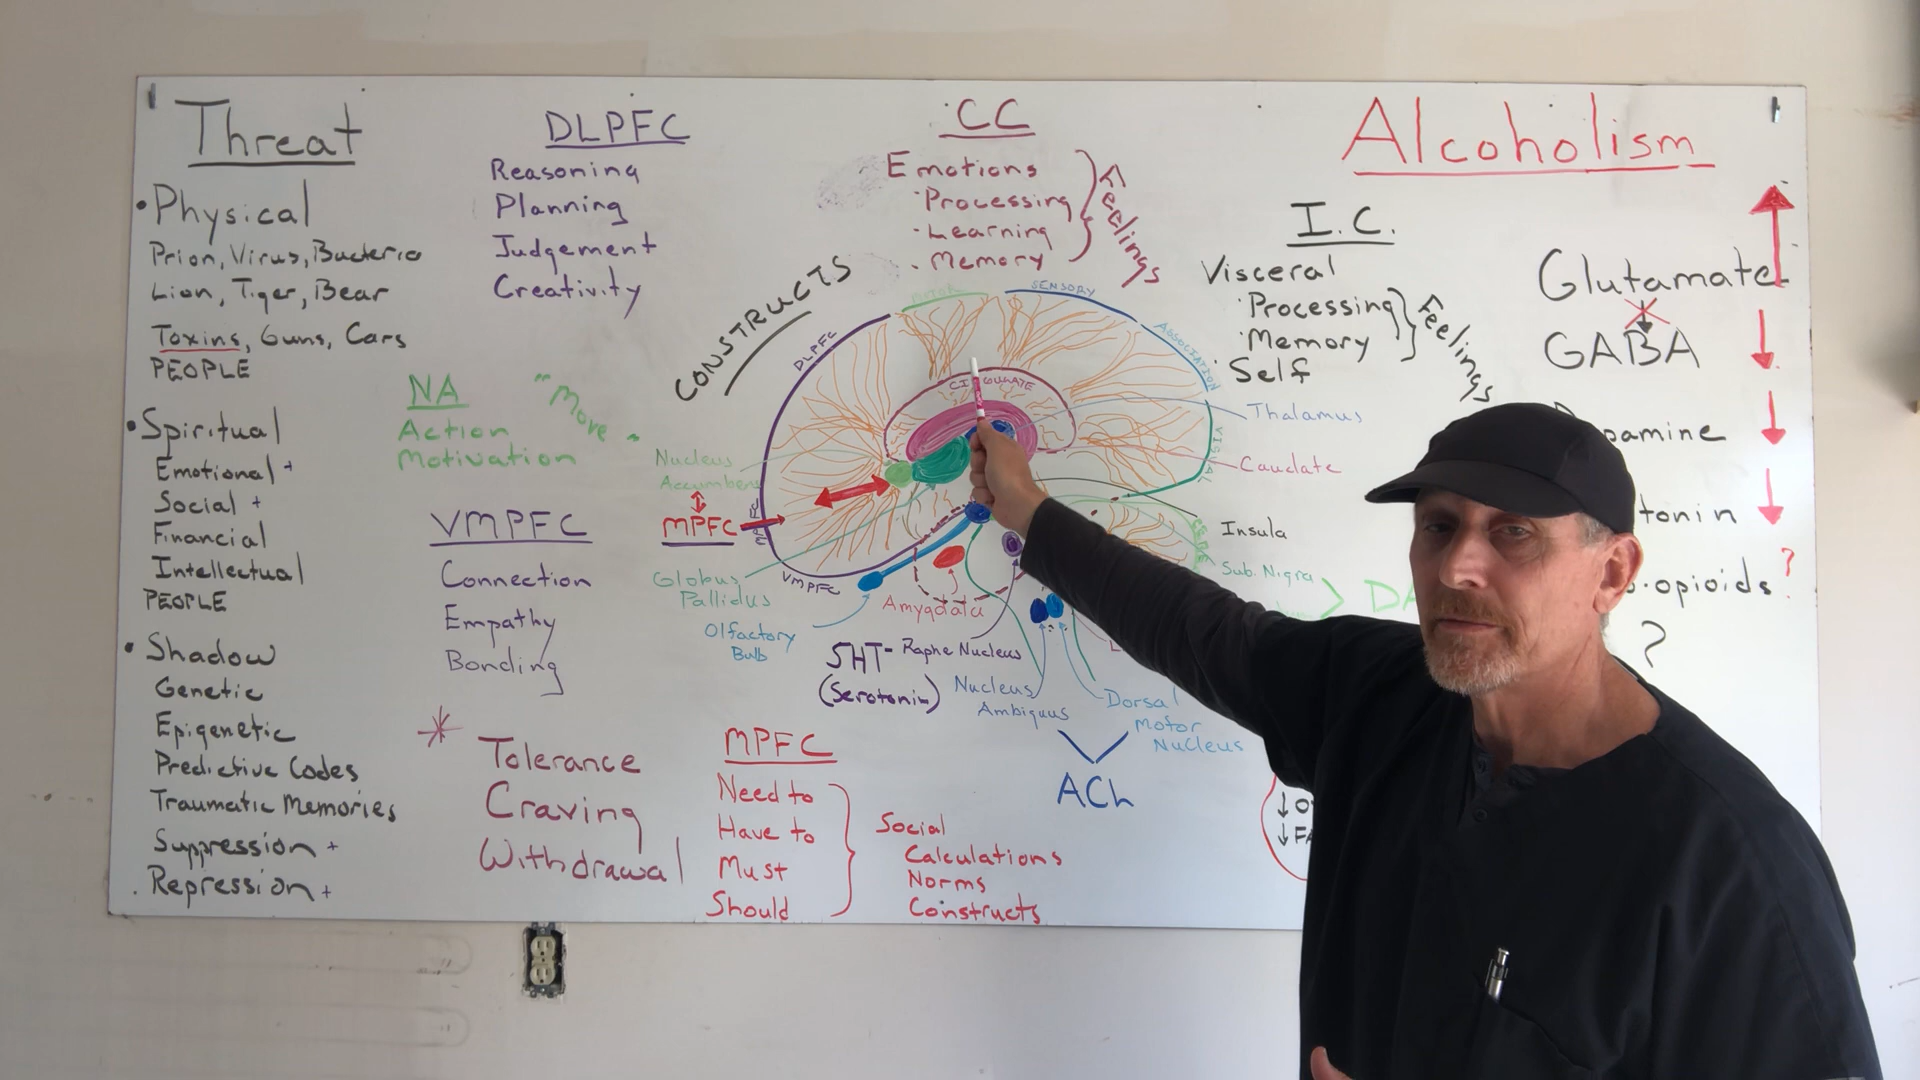 Threat
• Physical
Prion, Virus, Bacteria
Lion, Tiger, Bear
Toxins, Guns, Cars
PEOPLE
• Spiritual
Emotional +
Social +
Financial
Intellectual
PEOPLE
• Shadow
Genetic
Epigenetic
Predictive Codes
Traumatic Memories
Suppression +
Repression +
DLPFC
Reasoning
Planning
Judgement
Creativity
NA
Action
Motivation
"Move"
VMPFC
Connection
Empathy
Bonding
* Tolerance
Craving
Withdrawal
CC
Emotions
• Processing
• Learning
• Memory
Feelings
CONSTRUCTS
DLPFC
MOTOR
SENSORY
ASSOCIATION
VISUAL
CINGULATE
Nucleus
Accumbens
MPFC
VMPFC
Globus
Pallidus
Olfactory
Bulb
Amygdala
5HT- Raphe Nucleus
(Serotonin)
Nucleus
Ambiguus
Dorsal
Motor
Nucleus
ACh
Thalamus
Caudate
Insula
Sub. Nigra
MPFC
Need to
Have to
Must
Should
Social
Calculations
Norms
Constructs
I.C.
Visceral
• Processing
• Memory
• Self
Feelings
Alcoholism
Glutamate
GABA
pamine
tonin
opioids ?
?